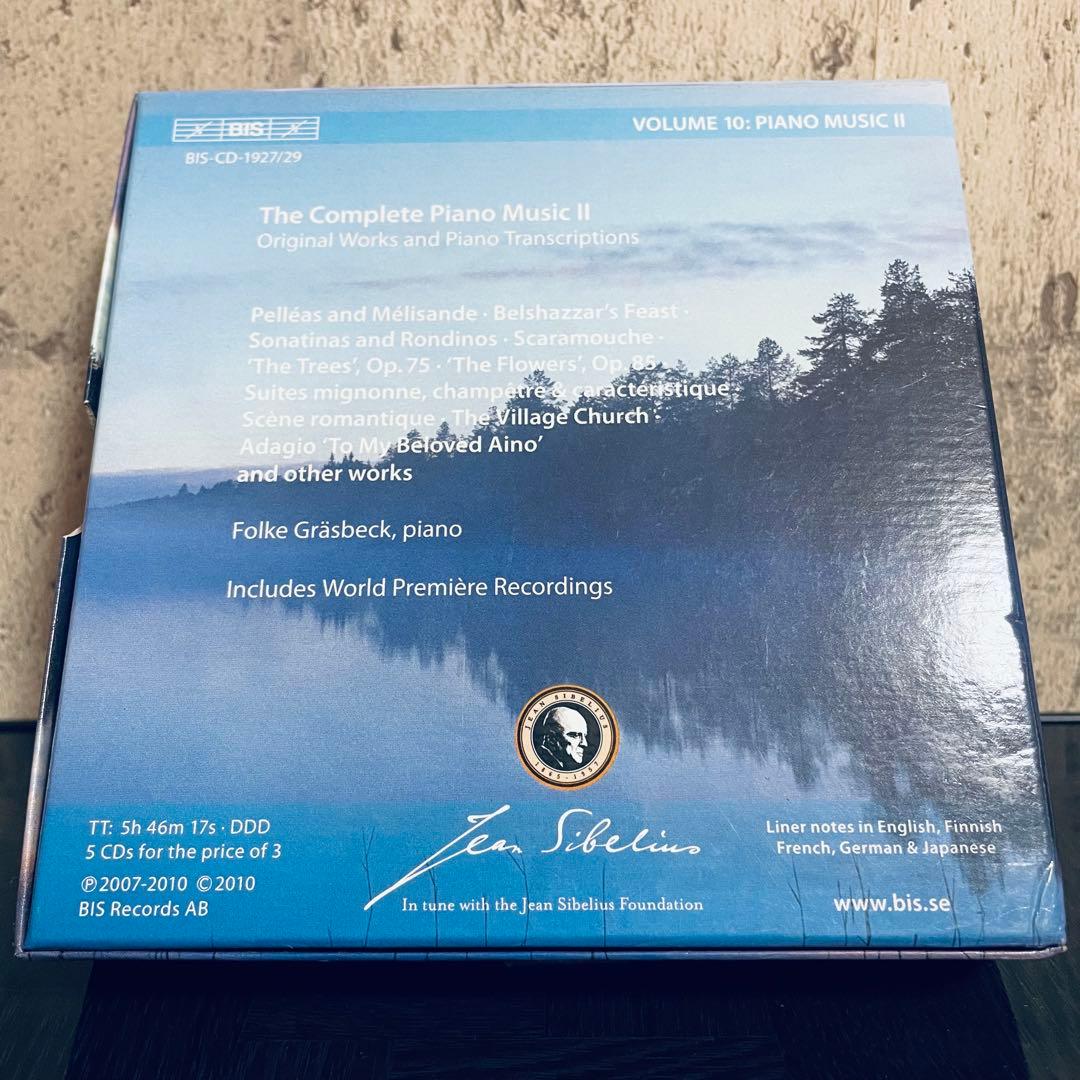 BIS
VOLUME 10: PIANO MUSIC II
BIS-CD-1927/29
The Complete Piano Music II
Original Works and Piano Transcriptions
Pelléas and Mélisande · Belshazzar's Feast ·
Sonatinas and Rondinos · Scaramouche ·
'The Trees', Op. 75 · 'The Flowers', Op. 85 ·
Suites mignonne, champêtre & caractéristique ·
Scène romantique · The Village Church ·
Adagio 'To My Beloved Aino'
and other works
Folke Gräsbeck, piano
Includes World Première Recordings
JEAN SIBELIUS
1865-1957
Jean Sibelius
In tune with the Jean Sibelius Foundation
TT: 5h 46m 17s · DDD
5 CDs for the price of 3
℗ 2007-2010 © 2010
BIS Records AB
Liner notes in English, Finnish
French, German & Japanese
www.bis.se